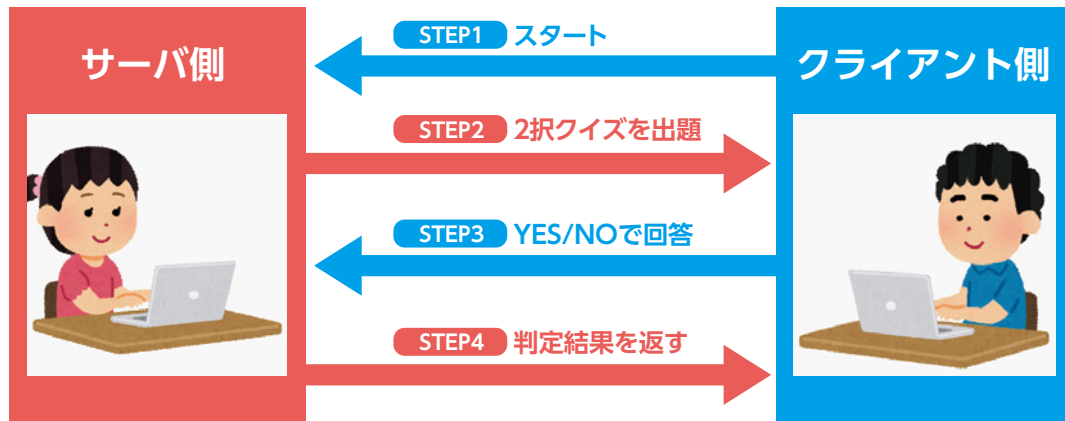 サーバ側
クライアント側
STEP1 スタート
STEP2 2択クイズを出題
STEP3 YES/NOで回答
STEP4 判定結果を返す